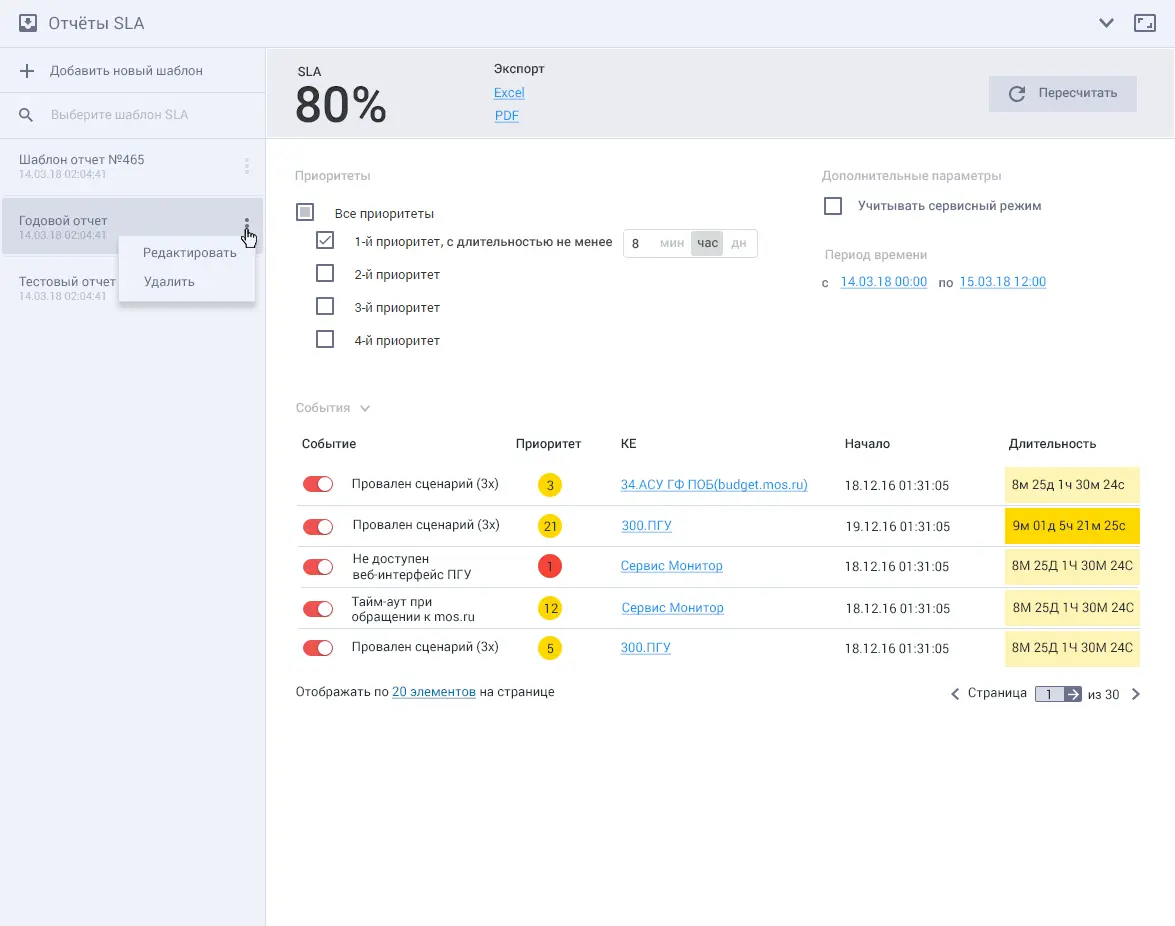 Отчёты SLA
Добавить новый шаблон
Выберите шаблон SLA
Шаблон отчет №465
14.03.18 02:04:41
Годовой отчет
14.03.18 02:04:41
Редактировать
Удалить
Тестовый отчет
14.03.18 02:04:41
SLA
80%
Экспорт
Excel
PDF
Пересчитать
Приоритеты
Все приоритеты
1-й приоритет, с длительностью не менее 8 мин час дн
2-й приоритет
3-й приоритет
4-й приоритет
Дополнительные параметры
Учитывать сервисный режим
Период времени
с 14.03.18 00:00 по 15.03.18 12:00
События
Событие Приоритет КЕ Начало Длительность
Провален сценарий (3х) 3 34.АСУ ГФ ПОБ(budget.mos.ru) 18.12.16 01:31:05 8м 25д 1ч 30м 24с
Провален сценарий (3х) 21 300.ПГУ 19.12.16 01:31:05 9м 01д 5ч 21м 25с
Не доступен
веб-интерфейс ПГУ 1 Сервис Монитор 18.12.16 01:31:05 8М 25Д 1Ч 30М 24С
Тайм-аут при
обращении к mos.ru 12 Сервис Монитор 18.12.16 01:31:05 8М 25Д 1Ч 30М 24С
Провален сценарий (3х) 5 300.ПГУ 18.12.16 01:31:05 8М 25Д 1Ч 30М 24С
Отображать по 20 элементов на странице
Страница 1 из 30